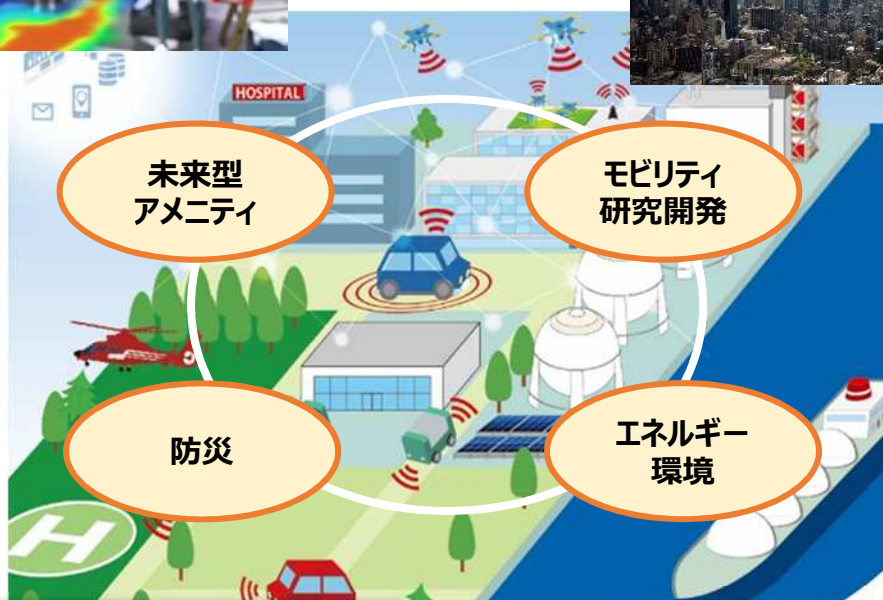 HOSPITAL
未来型
アメニティ
モビリティ
研究開発
防災
エネルギー
環境
H